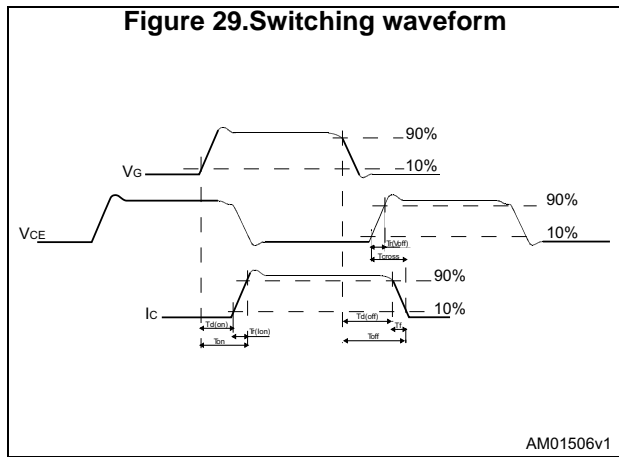 Figure 29.Switching waveform
90%
VG
10%
90%
VCE
10%
Tr(Voff)
Tcross
90%
IC
10%
Td(on)
Td(off)
Tf
Tr(Ion)
Ton
Toff
AM01506v1